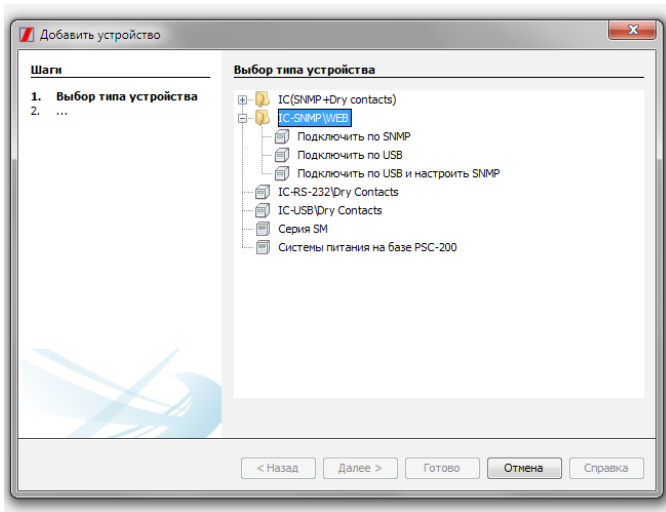 Добавить устройство
Шаги
1. Выбор типа устройства
2. ...
Выбор типа устройства
IC(SNMP+Dry contacts)
IC-SNMP\WEB
Подключить по SNMP
Подключить по USB
Подключить по USB и настроить SNMP
IC-RS-232\Dry Contacts
IC-USB\Dry Contacts
Серия SM
Системы питания на базе PSC-200
< Назад Далее > Готово Отмена Справка